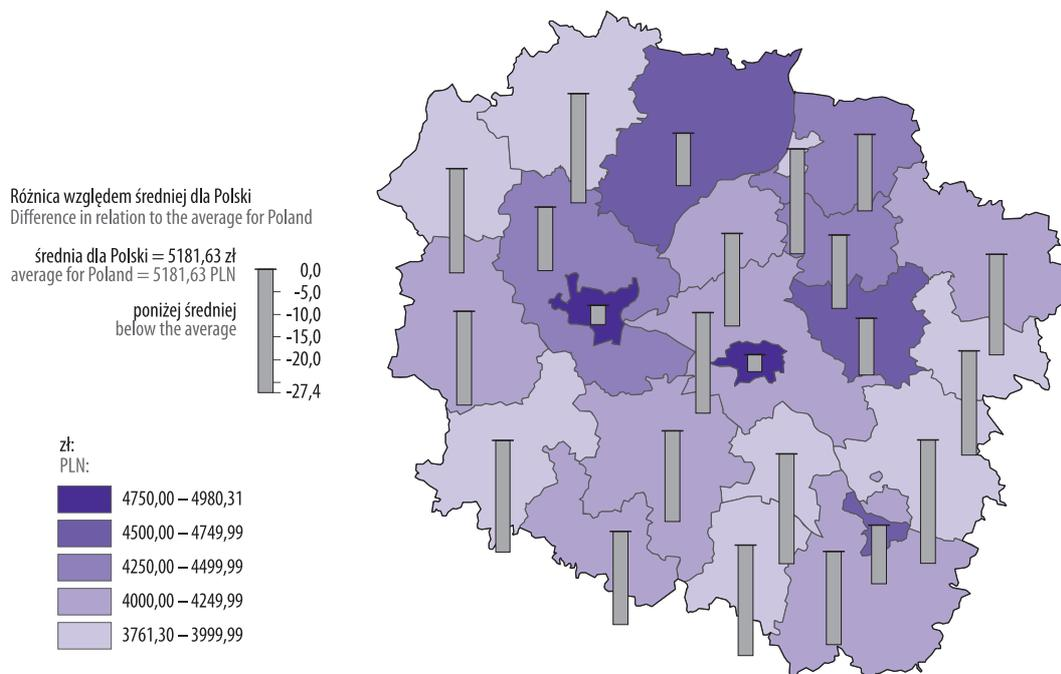 Różnica względem średniej dla Polski
Difference in relation to the average for Poland
średnia dla Polski = 5181,63 zł
average for Poland = 5181,63 PLN
poniżej średniej
below the average
0,0
-5,0
-10,0
-15,0
-20,0
-27,4
zł:
PLN:
4750,00 – 4980,31
4500,00 – 4749,99
4250,00 – 4499,99
4000,00 – 4249,99
3761,30 – 3999,99